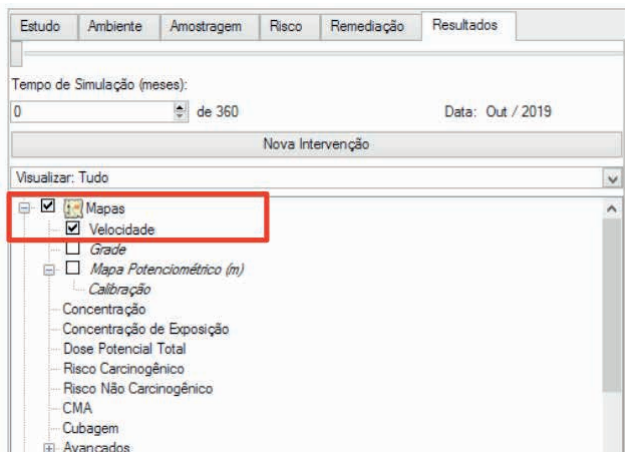 Estudo Ambiente Amostragem Risco Remediação Resultados
Tempo de Simulação (meses):
0 de 360 Data: Out / 2019
Nova Intervenção
Visualizar: Tudo
Mapas
Velocidade
Grade
Mapa Potenciométrico (m)
Calibração
Concentração
Concentração de Exposição
Dose Potencial Total
Risco Carcinogênico
Risco Não Carcinogênico
CMA
Cubagem
Avançados